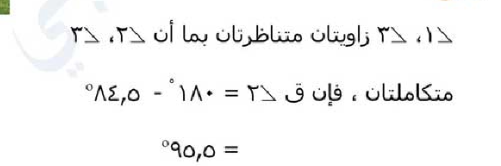 ∠١، ∠٣ زاويتان متناظرتان بما أن ∠٢، ∠٣
متكاملتان ، فإن ق ∠٢ = ١٨٠° - ٨٤,٥°
= ٩٥,٥°